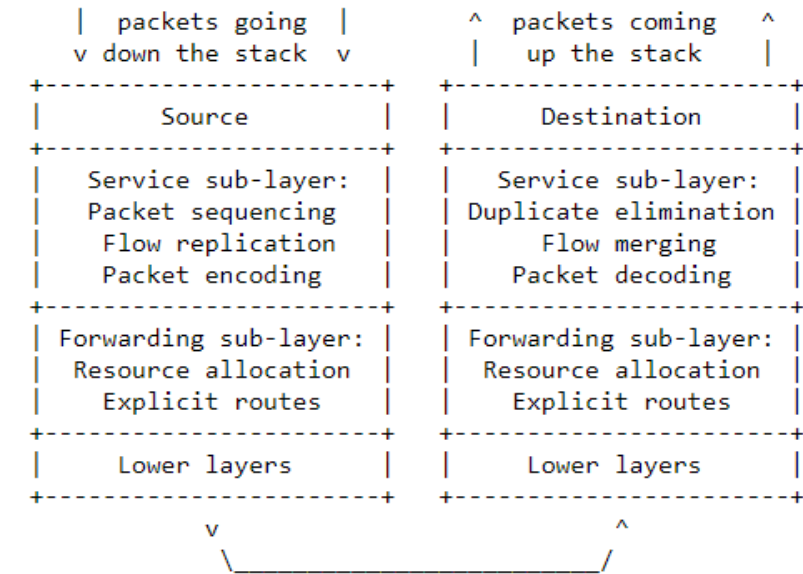 packets going    packets coming
down the stack    up the stack
Source    Destination
Service sub-layer:    Service sub-layer:
Packet sequencing    Duplicate elimination
Flow replication    Flow merging
Packet encoding    Packet decoding
Forwarding sub-layer:    Forwarding sub-layer:
Resource allocation    Resource allocation
Explicit routes    Explicit routes
Lower layers    Lower layers